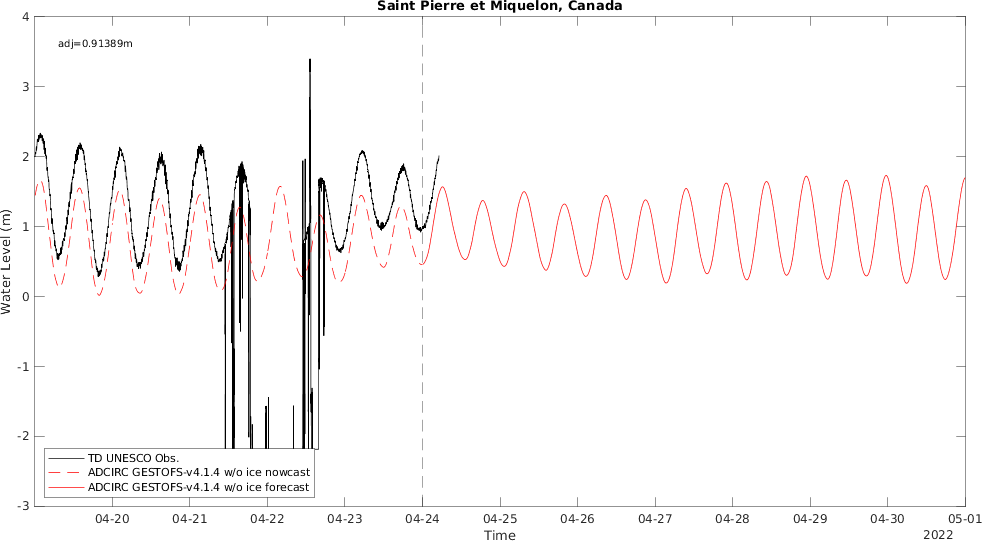 Saint Pierre et Miquelon, Canada
adj=0.91389m
4
3
2
1
0
-1
-2
-3
Water Level (m)
TD UNESCO Obs.
ADCIRC GESTOFS-v4.1.4 w/o ice nowcast
ADCIRC GESTOFS-v4.1.4 w/o ice forecast
04-20 04-21 04-22 04-23 04-24 04-25 04-26 04-27 04-28 04-29 04-30 05-01
Time
2022